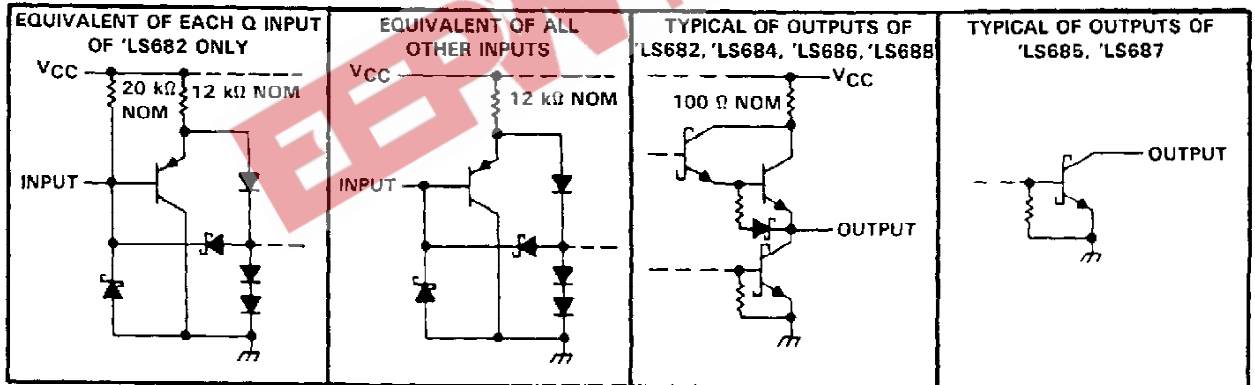 EQUIVALENT OF EACH Q INPUT
OF 'LS682 ONLY
VCC
20 kΩ
NOM
12 kΩ NOM
INPUT
EQUIVALENT OF ALL
OTHER INPUTS
VCC
12 kΩ NOM
INPUT
TYPICAL OF OUTPUTS OF
'LS682, 'LS684, 'LS686, 'LS688
VCC
100 Ω NOM
OUTPUT
TYPICAL OF OUTPUTS OF
'LS685, 'LS687
OUTPUT